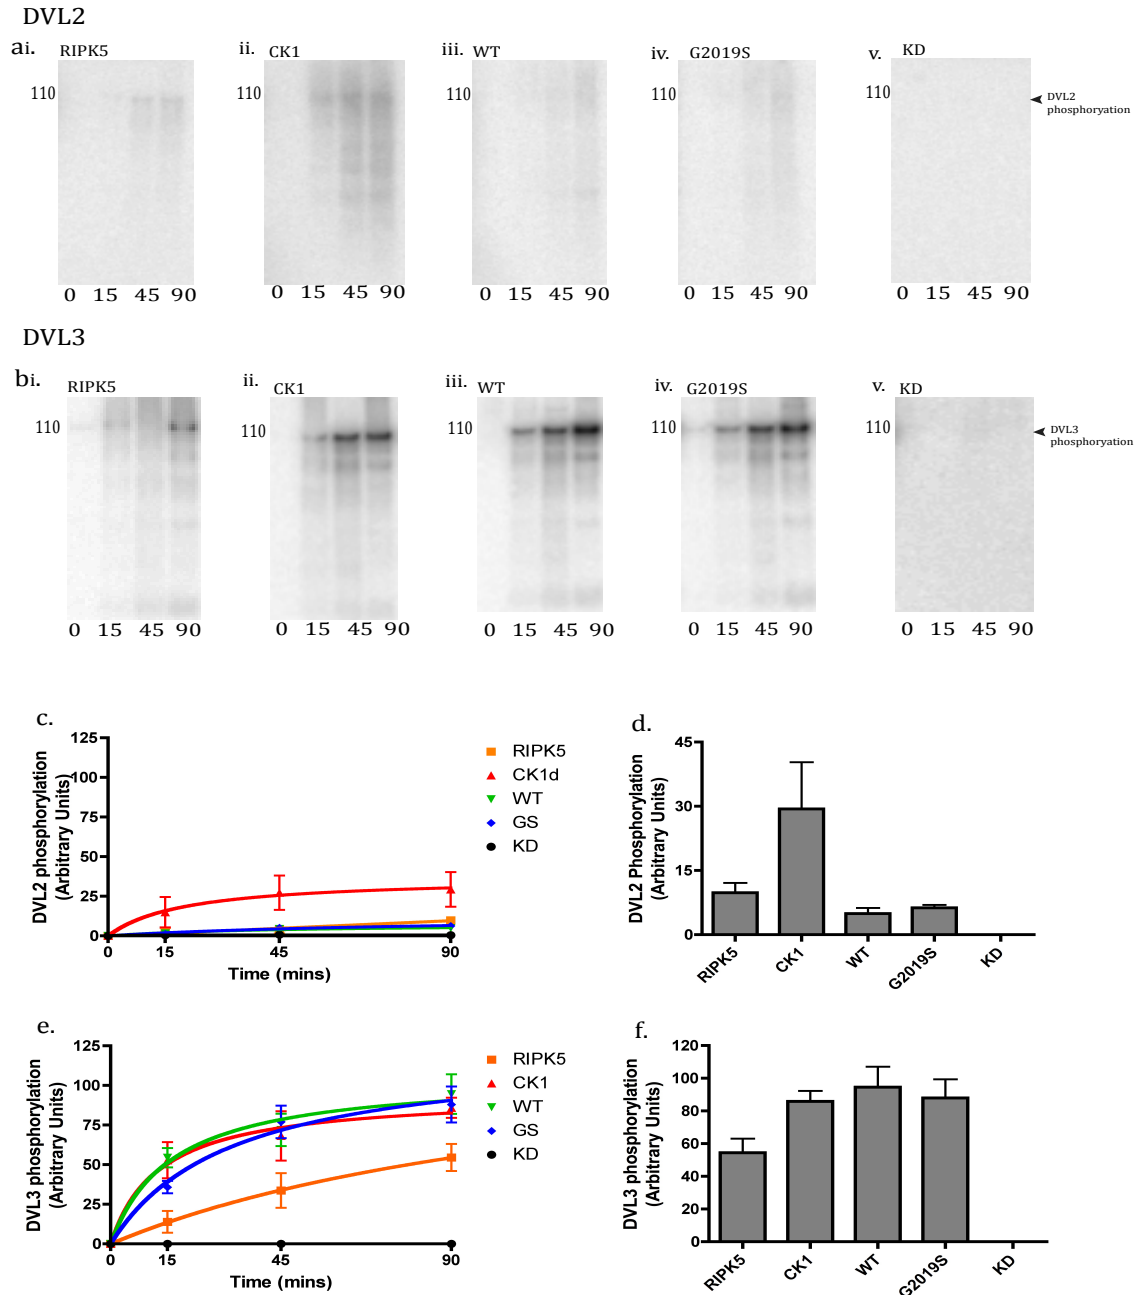 DVL2
ai. RIPK5
ii. CK1
iii. WT
iv. G2019S
v. KD
110
110
110
110
110
DVL2
phosphoryation
0 15 45 90
0 15 45 90
0 15 45 90
0 15 45 90
0 15 45 90
DVL3
bi. RIPK5
ii. CK1
iii. WT
iv. G2019S
v. KD
110
110
110
110
110
DVL3
phosphoryation
0 15 45 90
0 15 45 90
0 15 45 90
0 15 45 90
0 15 45 90
c.
DVL2 phosphorylation
(Arbitrary Units)
125
100
75
50
25
0
0 15 45 90
Time (mins)
RIPK5
CK1d
WT
GS
KD
d.
DVL2 Phosphorylation
(Arbitrary Units)
45
30
15
0
RIPK5
CK1
WT
G2019S
KD
e.
DVL3 phosphorylation
(Arbitrary Units)
125
100
75
50
25
0
0 15 45 90
Time (mins)
RIPK5
CK1
WT
GS
KD
f.
DVL3 phosphorylation
(Arbitrary Units)
120
100
80
60
40
20
0
RIPK5
CK1
WT
G2019S
KD